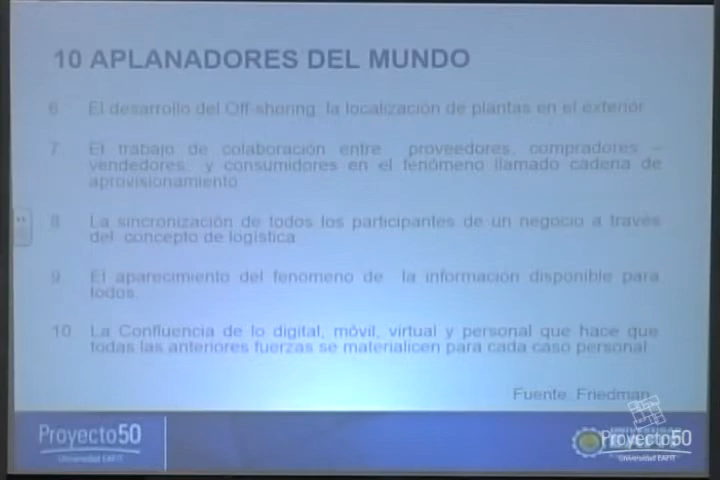 10 APLANADORES DEL MUNDO
6. El desarrollo del Off-shoring: la localización de plantas en el exterior
7. El trabajo de colaboración entre proveedores, compradores –
vendedores, y consumidores en el fenómeno llamado cadena de
aprovisionamiento
8. La sincronización de todos los participantes de un negocio a través
del concepto de logística
9. El aparecimiento del fenomeno de la información disponible para
todos.
10. La Confluencia de lo digital, móvil, virtual y personal que hace que
todas las anteriores fuerzas se materialicen para cada caso personal
Fuente: Friedman
Proyecto50
Universidad EAFIT
Proyecto50
Universidad EAFIT